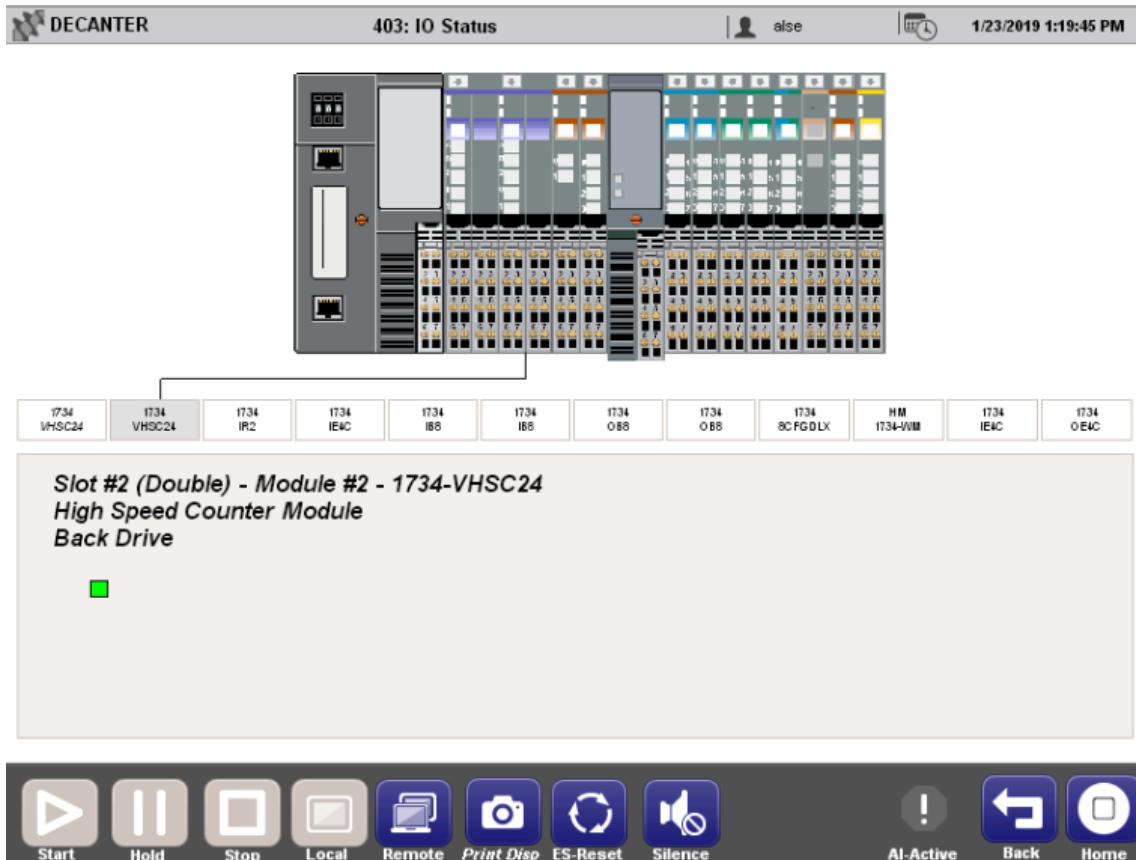 DECANTER
403: IO Status
alse
1/23/2019 1:19:45 PM
1734
VHSC24
1734
VHSC24
1734
IR2
1734
IE4C
1734
IB8
1734
IB8
1734
OB8
1734
OB8
1734
8CFGDLX
HM
1734-WM
1734
IE4C
1734
OE4C
Slot #2 (Double) - Module #2 - 1734-VHSC24
High Speed Counter Module
Back Drive
Start
Hold
Stop
Local
Remote
Print Disp
ES-Reset
Silence
AI-Active
Back
Home